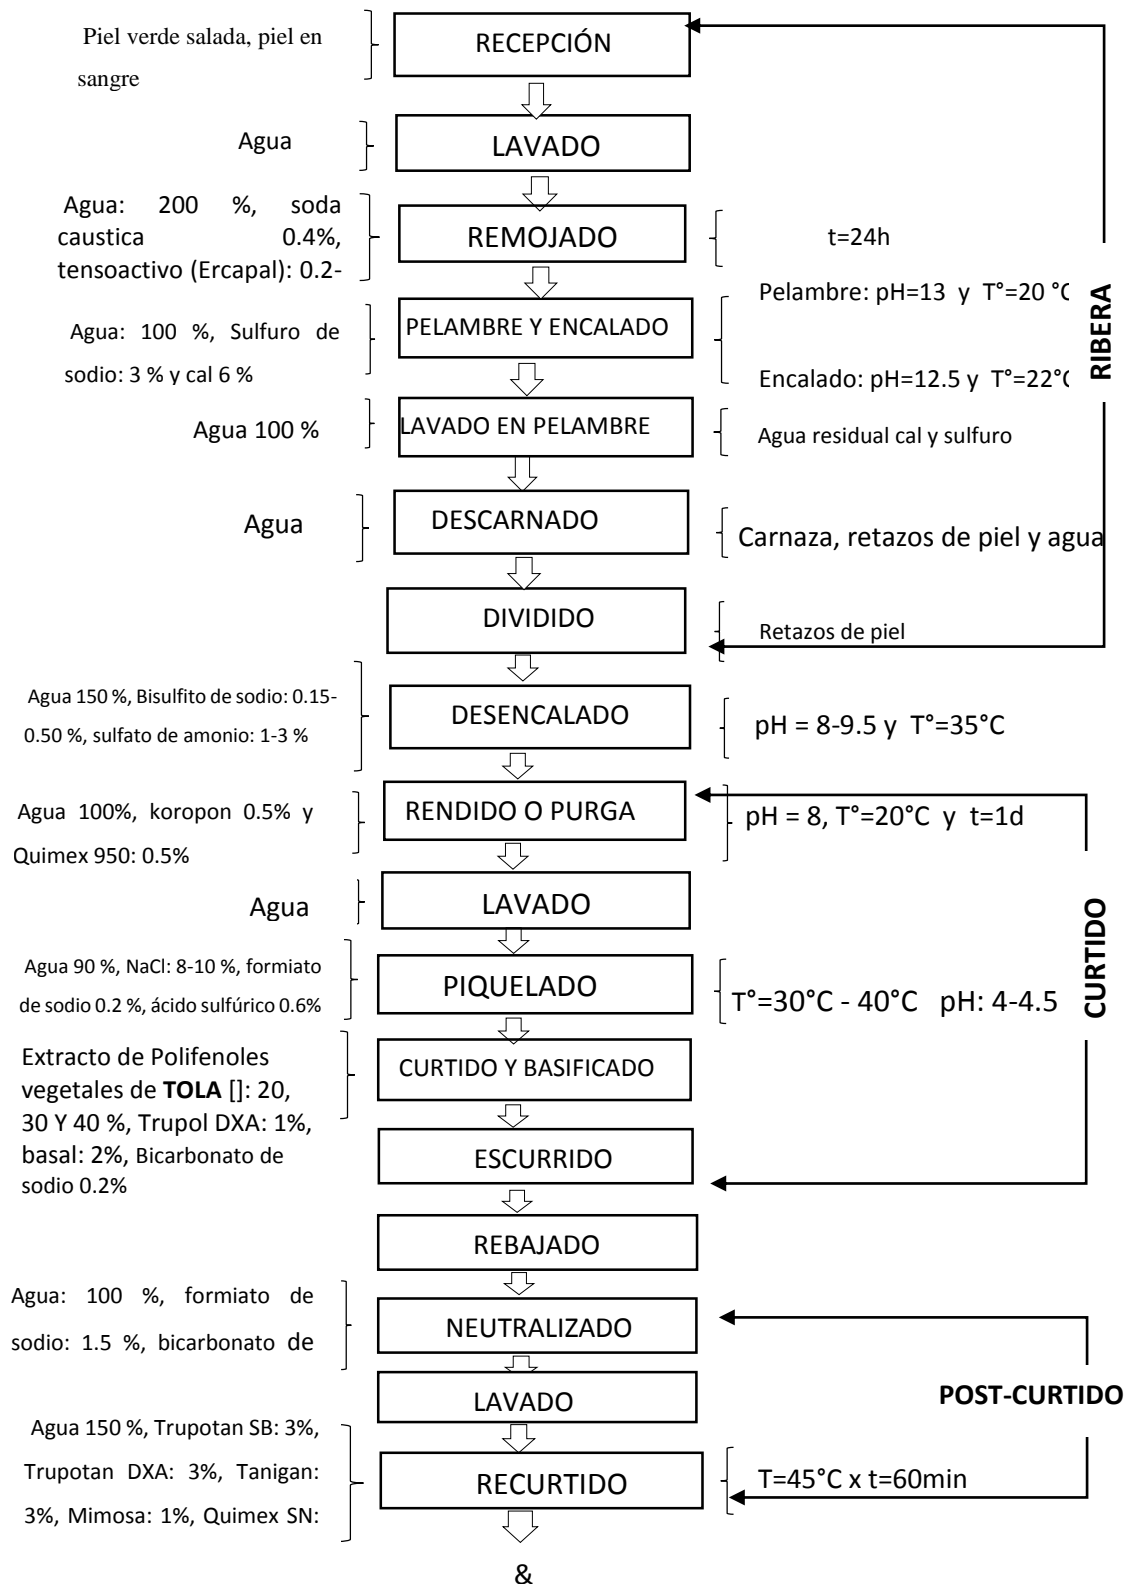 Piel verde salada, piel en
sangre
RECEPCIÓN
Agua
LAVADO
Agua: 200 %, soda
caustica 0.4%,
tensoactivo (Ercapal): 0.2-
REMOJADO
t=24h
Agua: 100 %, Sulfuro de
sodio: 3 % y cal 6 %
PELAMBRE Y ENCALADO
Pelambre: pH=13 y T°=20 °C
Encalado: pH=12.5 y T°=22°C
RIBERA
Agua 100 %
LAVADO EN PELAMBRE
Agua residual cal y sulfuro
Agua
DESCARNADO
Carnaza, retazos de piel y agua
DIVIDIDO
Retazos de piel
Agua 150 %, Bisulfito de sodio: 0.15-
0.50 %, sulfato de amonio: 1-3 %
DESENCALADO
pH = 8-9.5 y T°=35°C
Agua 100%, koropon 0.5% y
Quimex 950: 0.5%
RENDIDO O PURGA
pH = 8, T°=20°C y t=1d
Agua
LAVADO
CURTIDO
Agua 90 %, NaCl: 8-10 %, formiato
de sodio 0.2 %, ácido sulfúrico 0.6%
PIQUELADO
T°=30°C - 40°C pH: 4-4.5
Extracto de Polifenoles
vegetales de TOLA []: 20,
30 Y 40 %, Trupol DXA: 1%,
basal: 2%, Bicarbonato de
sodio 0.2%
CURTIDO Y BASIFICADO
ESCURRIDO
REBAJADO
Agua: 100 %, formiato de
sodio: 1.5 %, bicarbonato de
NEUTRALIZADO
LAVADO
POST-CURTIDO
Agua 150 %, Trupotan SB: 3%,
Trupotan DXA: 3%, Tanigan:
3%, Mimosa: 1%, Quimex SN:
RECURTIDO
T=45°C x t=60min
&